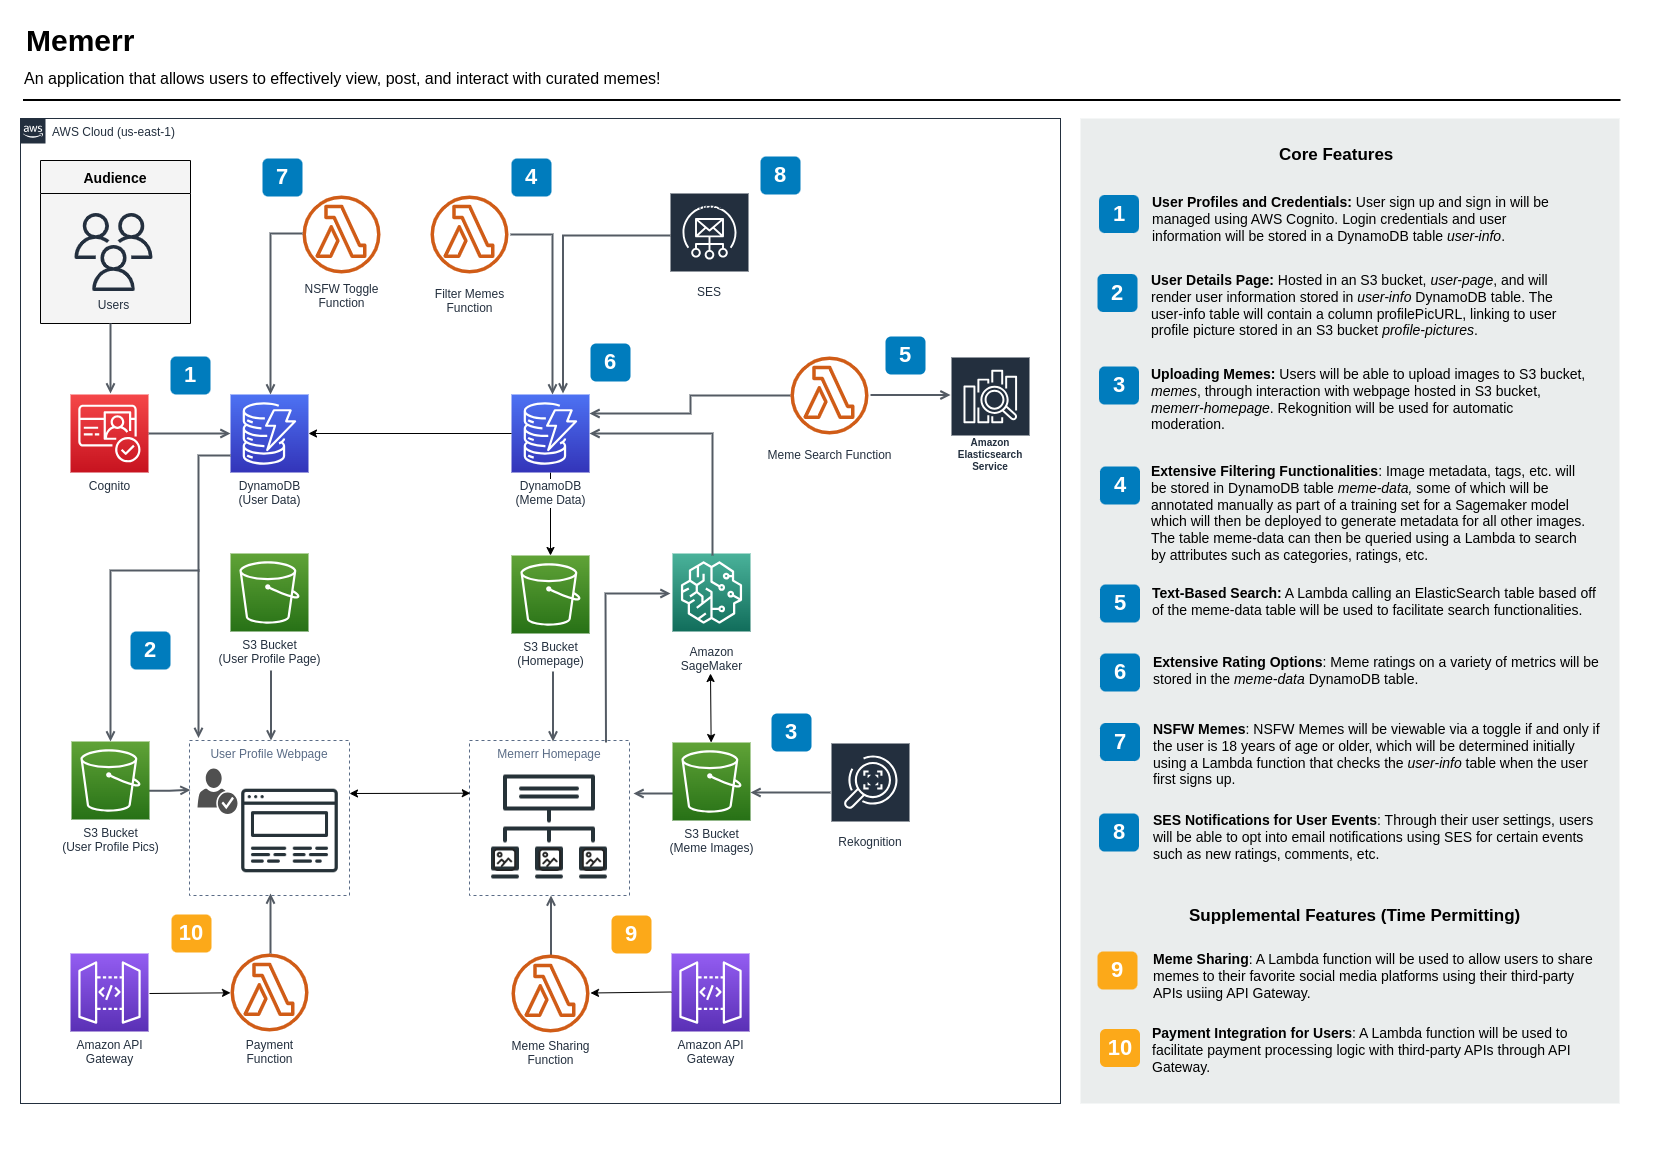 Memerr
An application that allows users to effectively view, post, and interact with curated memes!
aws
AWS Cloud (us-east-1)
Audience
Users
7
NSFW Toggle
Function
4
Filter Memes
Function
8
SES
1
Cognito
DynamoDB
(User Data)
6
DynamoDB
(Meme Data)
Meme Search Function
5
Amazon
Elasticsearch
Service
2
S3 Bucket
(User Profile Page)
S3 Bucket
(Homepage)
Amazon
SageMaker
S3 Bucket
(User Profile Pics)
User Profile Webpage
Memerr Homepage
3
S3 Bucket
(Meme Images)
Rekognition
10
Amazon API
Gateway
Payment
Function
9
Meme Sharing
Function
Amazon API
Gateway
Core Features
1
User Profiles and Credentials: User sign up and sign in will be
managed using AWS Cognito. Login credentials and user
information will be stored in a DynamoDB table user-info.
2
User Details Page: Hosted in an S3 bucket, user-page, and will
render user information stored in user-info DynamoDB table. The
user-info table will contain a column profilePicURL, linking to user
profile picture stored in an S3 bucket profile-pictures.
3
Uploading Memes: Users will be able to upload images to S3 bucket,
memes, through interaction with webpage hosted in S3 bucket,
memerr-homepage. Rekognition will be used for automatic
moderation.
4
Extensive Filtering Functionalities: Image metadata, tags, etc. will
be stored in DynamoDB table meme-data, some of which will be
annotated manually as part of a training set for a Sagemaker model
which will then be deployed to generate metadata for all other images.
The table meme-data can then be queried using a Lambda to search
by attributes such as categories, ratings, etc.
5
Text-Based Search: A Lambda calling an ElasticSearch table based off
of the meme-data table will be used to facilitate search functionalities.
6
Extensive Rating Options: Meme ratings on a variety of metrics will be
stored in the meme-data DynamoDB table.
7
NSFW Memes: NSFW Memes will be viewable via a toggle if and only if
the user is 18 years of age or older, which will be determined initially
using a Lambda function that checks the user-info table when the user
first signs up.
8
SES Notifications for User Events: Through their user settings, users
will be able to opt into email notifications using SES for certain events
such as new ratings, comments, etc.
Supplemental Features (Time Permitting)
9
Meme Sharing: A Lambda function will be used to allow users to share
memes to their favorite social media platforms using their third-party
APIs usiing API Gateway.
10
Payment Integration for Users: A Lambda function will be used to
facilitate payment processing logic with third-party APIs through API
Gateway.